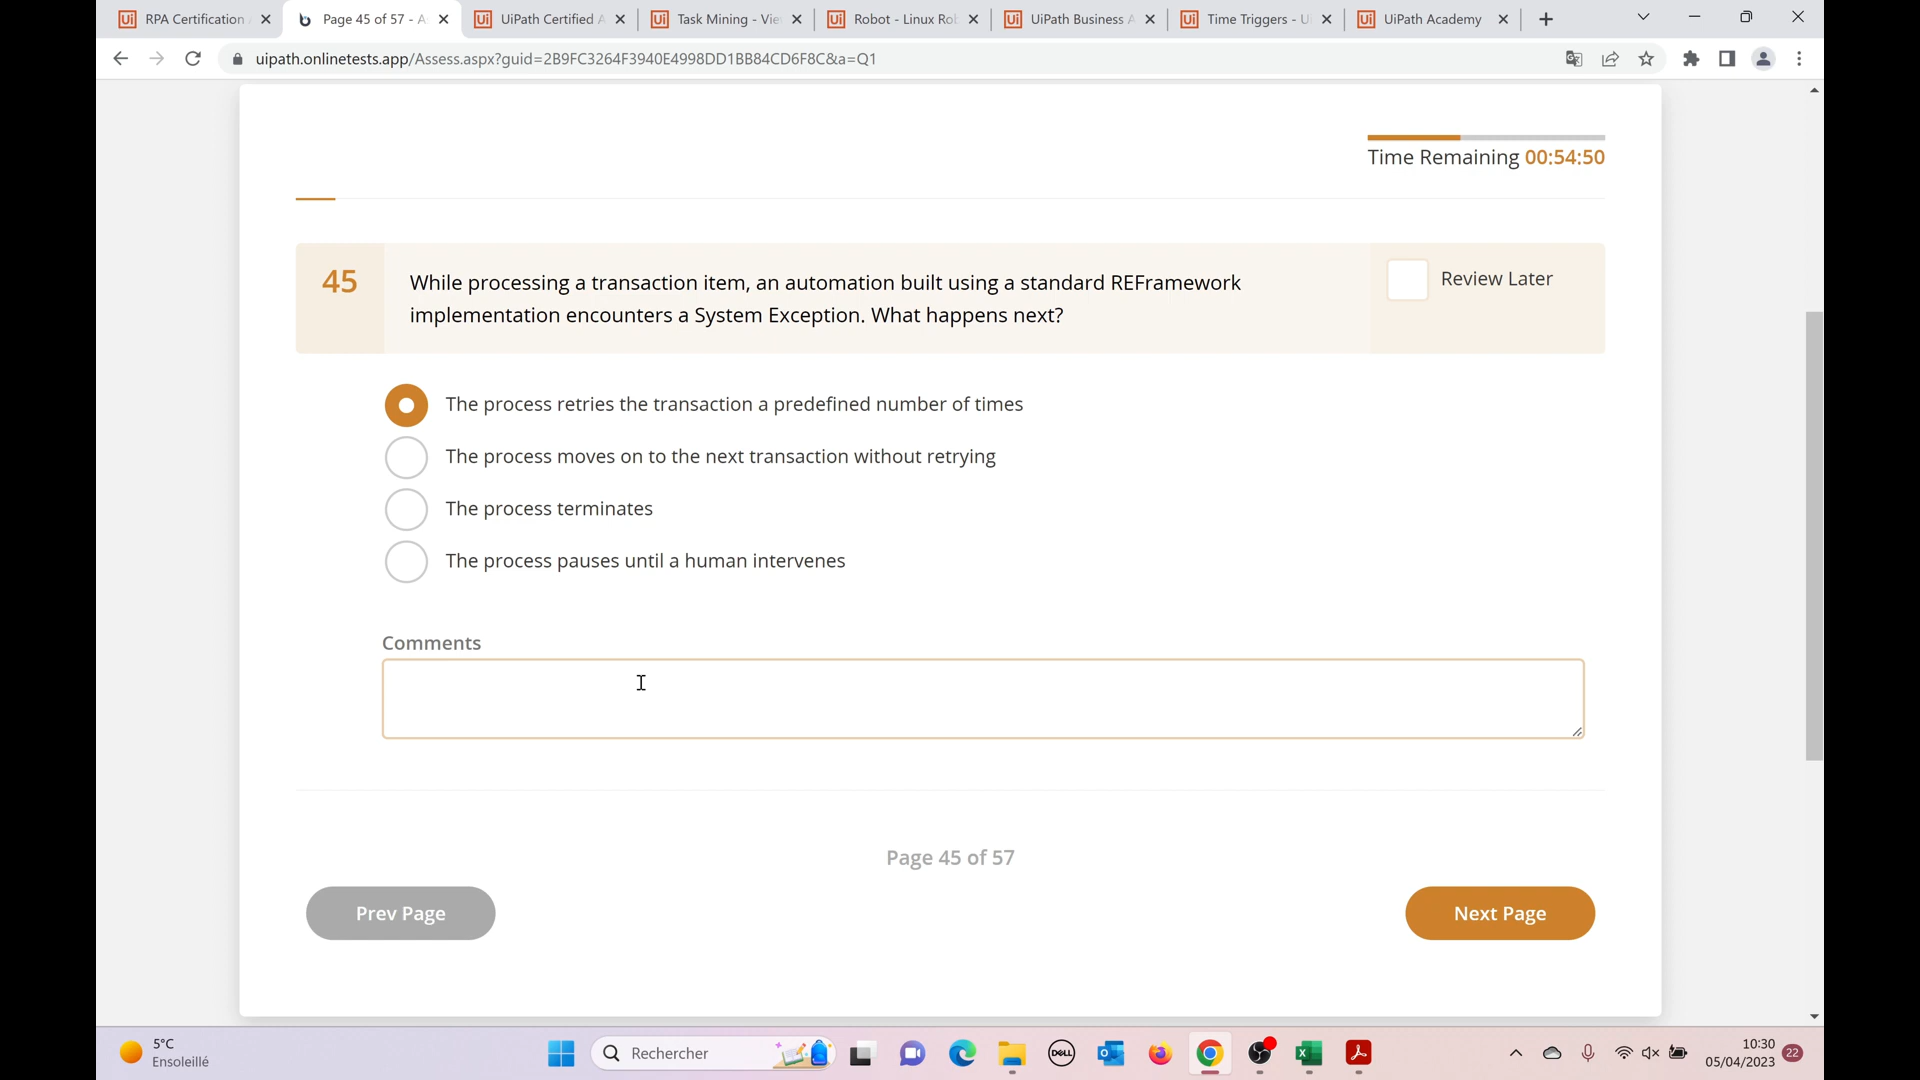 RPA Certification
Page 45 of 57 - A
UiPath Certified A
Task Mining - Vie
Robot - Linux Rob
UiPath Business A
Time Triggers - U
UiPath Academy
uipath.onlinetests.app/Assess.aspx?guid=2B9FC3264F3940E4998DD1BB84CD6F8C&a=Q1
Time Remaining 00:54:50
45
While processing a transaction item, an automation built using a standard REFramework
implementation encounters a System Exception. What happens next?
Review Later
The process retries the transaction a predefined number of times
The process moves on to the next transaction without retrying
The process terminates
The process pauses until a human intervenes
Comments
Page 45 of 57
Prev Page
Next Page
5°C
Ensoleillé
Rechercher
DELL
10:30
05/04/2023
22